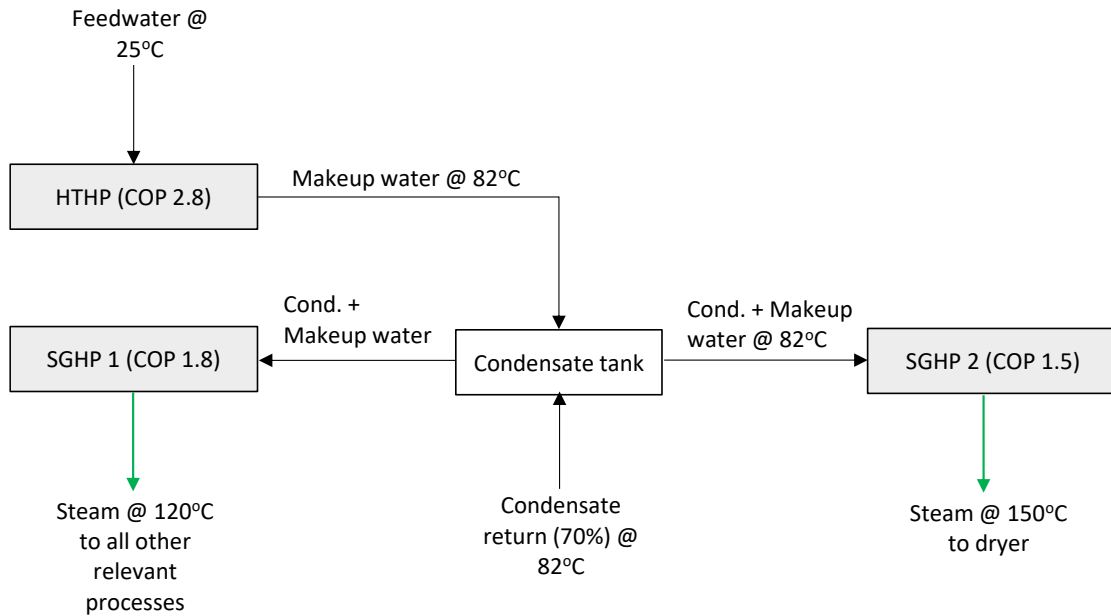 Feedwater @
25°C
HTHP (COP 2.8)
Makeup water @ 82°C
Cond. +
Makeup water
Cond. + Makeup
water @ 82°C
SGHP 1 (COP 1.8)
Condensate tank
SGHP 2 (COP 1.5)
Steam @ 120°C
to all other
relevant
processes
Condensate
return (70%) @
82°C
Steam @ 150°C
to dryer